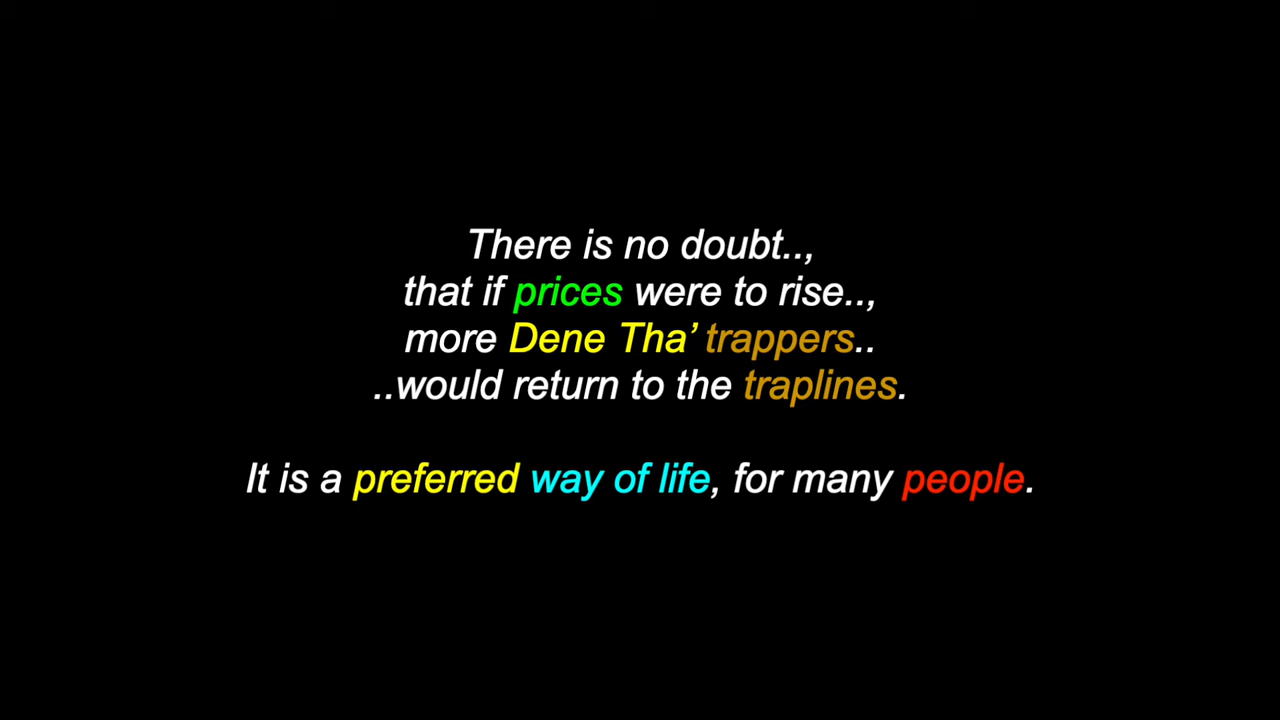 There is no doubt..,
that if prices were to rise..,
more Dene Tha’ trappers..
..would return to the traplines.
It is a preferred way of life, for many people.